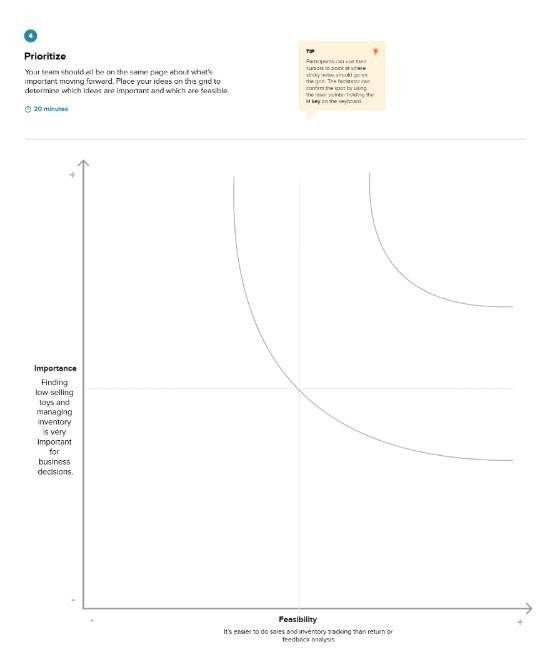 4
Prioritize
Your team should all be on the same page about what's
important moving forward. Place your ideas on this grid to
determine which ideas are important and which are feasible.
20 minutes
TIP
Participants can use their
cursors to point at where
sticky notes should go on
the grid. The facilitator can
confirm the spot by using
the laser pointer holding the
H key on the keyboard.
+
Importance
Finding
low-selling
toys and
managing
inventory
is very
important
for
business
decisions.
-
-
Feasibility
+
It's easier to do sales and inventory tracking than return or
feedback analysis.